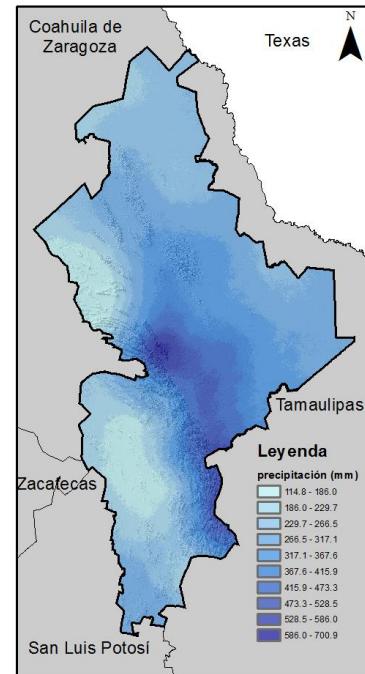 Coahuila de
Zaragoza
Texas
N
Tamaulipas
Zacatecas
San Luis Potosí
Leyenda
precipitación (mm)
114.8 - 186.0
186.0 - 229.7
229.7 - 266.5
266.5 - 317.1
317.1 - 367.6
367.6 - 415.9
415.9 - 473.3
473.3 - 528.5
528.5 - 586.0
586.0 - 700.9